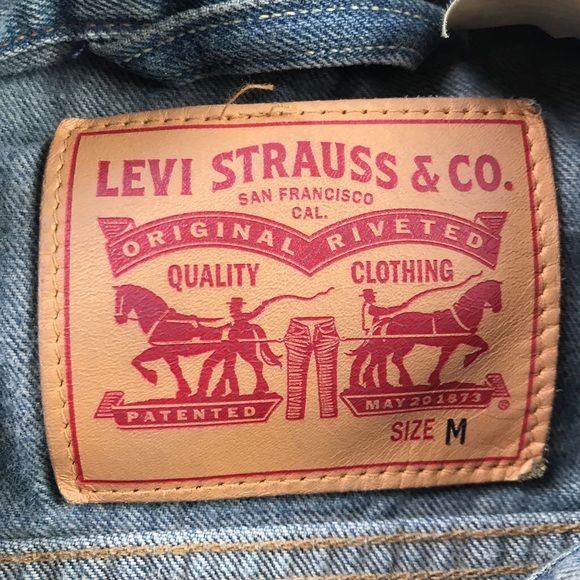 LEVI STRAUSS & CO.
SAN FRANCISCO
CAL.
ORIGINAL RIVETED
QUALITY CLOTHING
PATENTED MAY 20 1873
®
SIZE M